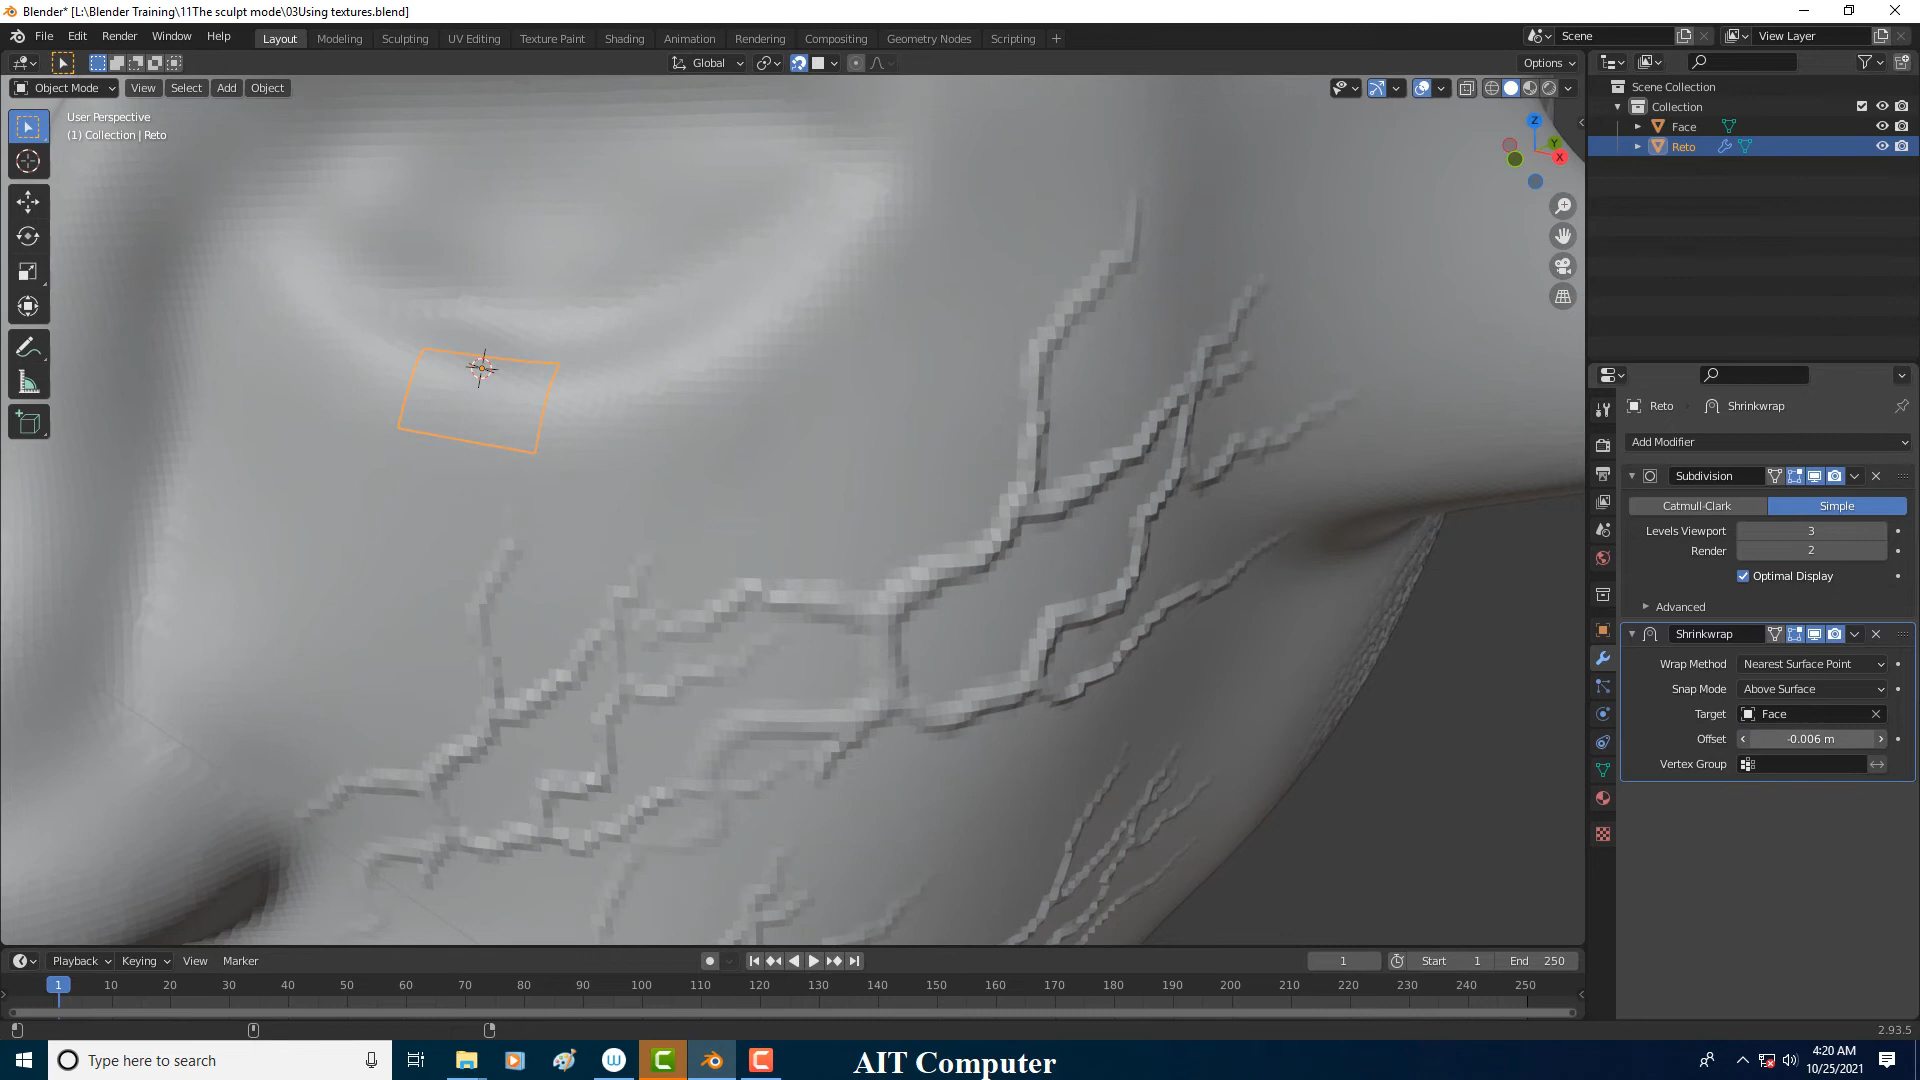 Blender* [L:\Blender Training\11The sculpt mode\03Using textures.blend]
File Edit Render Window Help Layout Modeling Sculpting UV Editing Texture Paint Shading Animation Rendering Compositing Geometry Nodes Scripting + Scene View Layer
Global Options
Object Mode View Select Add Object
User Perspective
(1) Collection | Reto
Z
Y
X
Scene Collection
Collection
Face
Reto
Reto Shrinkwrap
Add Modifier
Subdivision
Catmull-Clark Simple
Levels Viewport 3
Render 2
Optimal Display
Advanced
Shrinkwrap
Wrap Method Nearest Surface Point
Snap Mode Above Surface
Target Face
Offset -0.006 m
Vertex Group
Playback Keying View Marker 1 Start 1 End 250
1 10 20 30 40 50 60 70 80 90 100 110 120 130 140 150 160 170 180 190 200 210 220 230 240 250
2.93.5
Type here to search AIT Computer 4:20 AM
10/25/2021